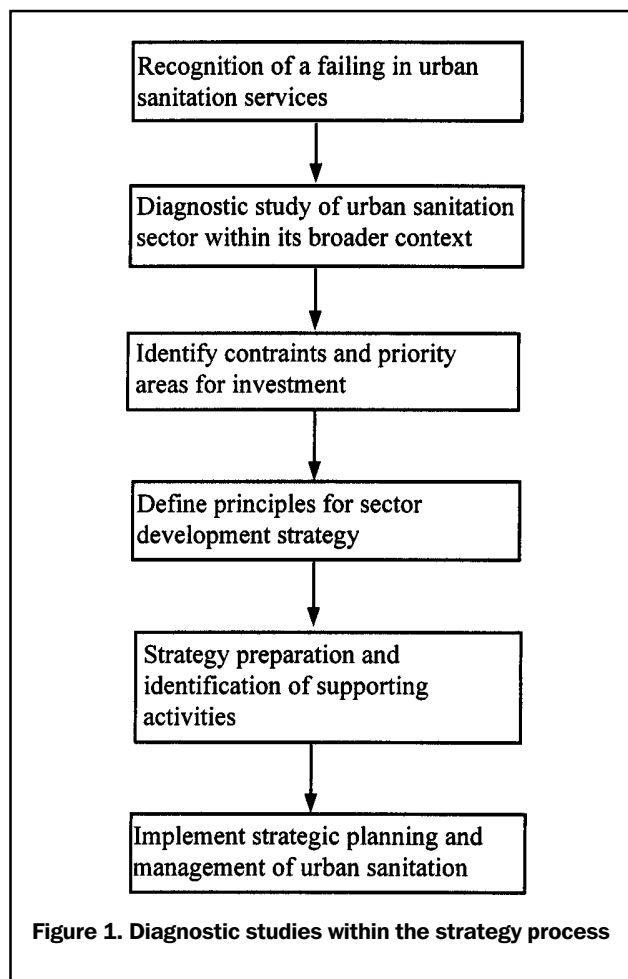 Recognition of a failing in urban
sanitation services
Diagnostic study of urban sanitation
sector within its broader context
Identify contraints and priority
areas for investment
Define principles for sector
development strategy
Strategy preparation and
identification of supporting
activities
Implement strategic planning and
management of urban sanitation
Figure 1. Diagnostic studies within the strategy process